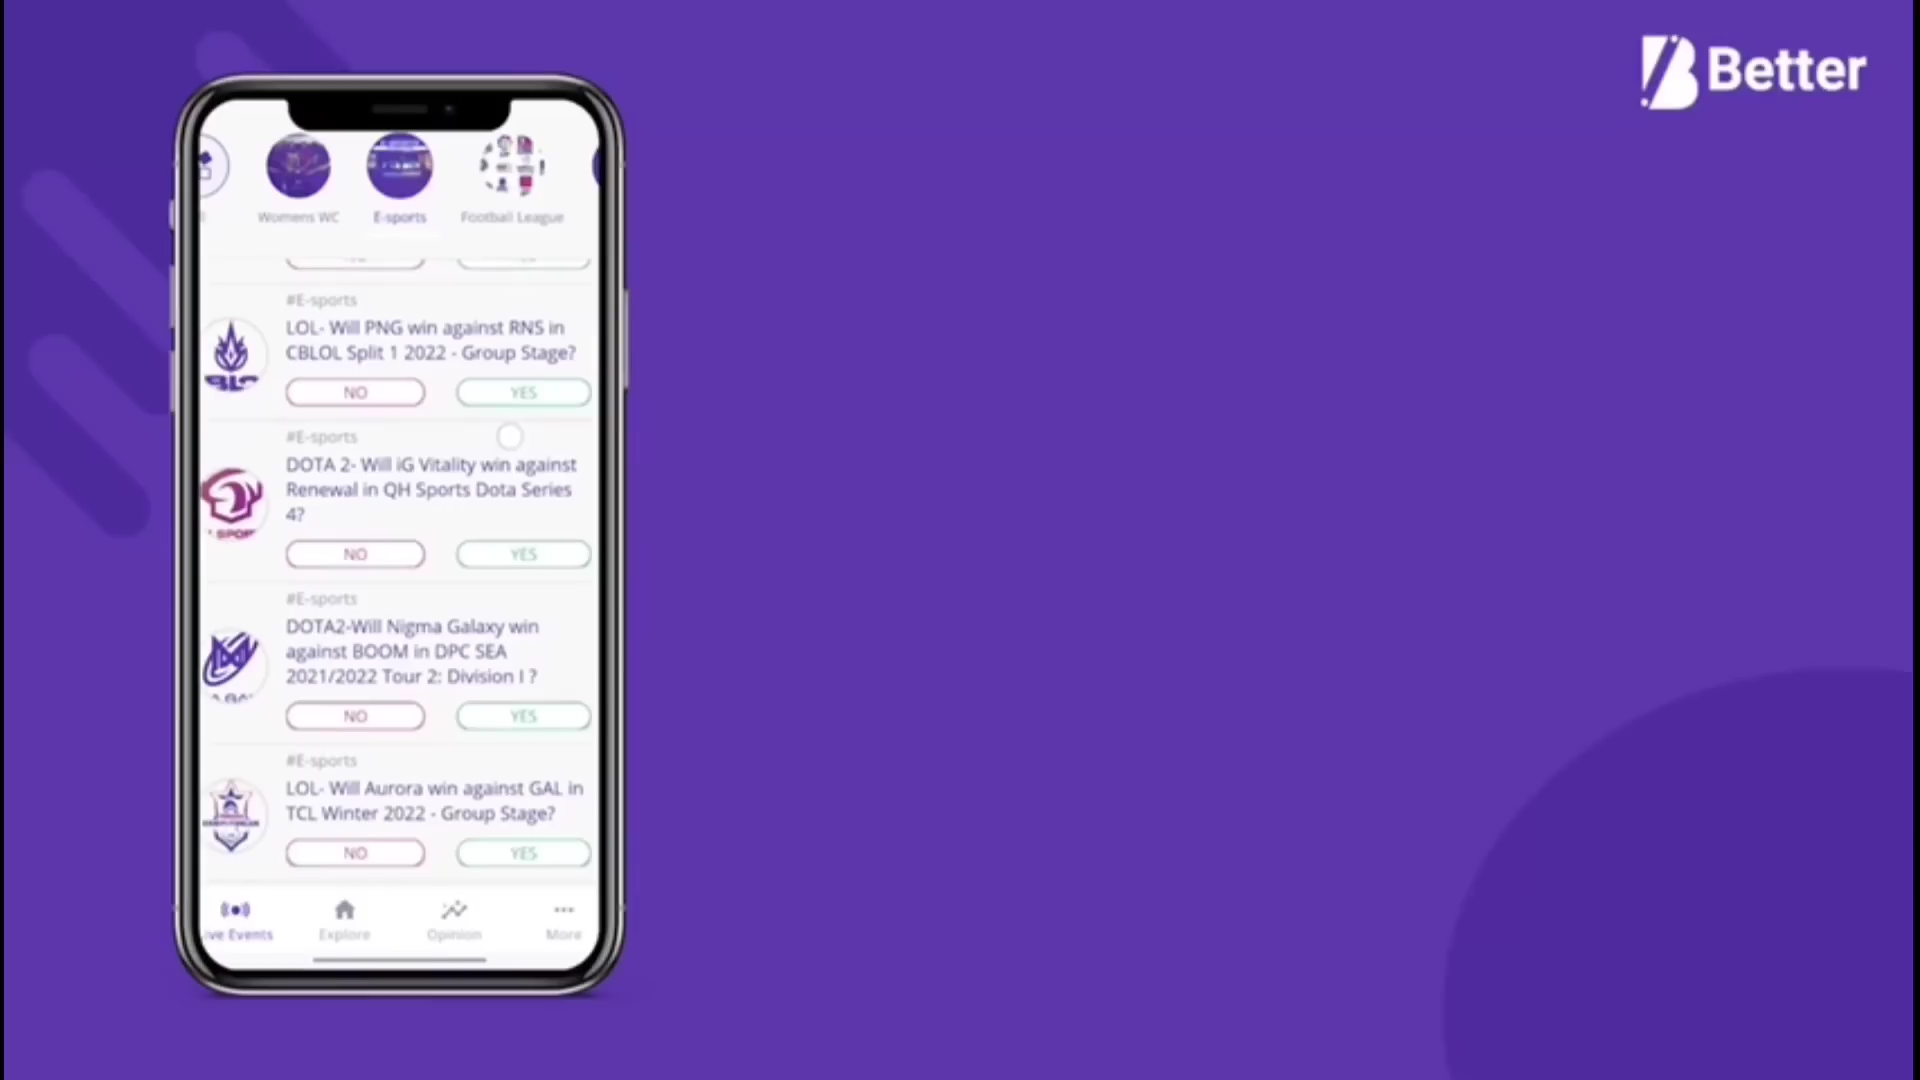 Better
Womens WC
E-sports
Football League
#E-sports
LOL- Will PNG win against RNS in
CBLOL Split 1 2022 - Group Stage?
NO
YES
#E-sports
DOTA 2- Will iG Vitality win against
Renewal in QH Sports Dota Series
4?
NO
YES
#E-sports
DOTA2-Will Nigma Galaxy win
against BOOM in DPC SEA
2021/2022 Tour 2: Division I ?
NO
YES
#E-sports
LOL- Will Aurora win against GAL in
TCL Winter 2022 - Group Stage?
NO
YES
ve Events
Explore
Opinion
More